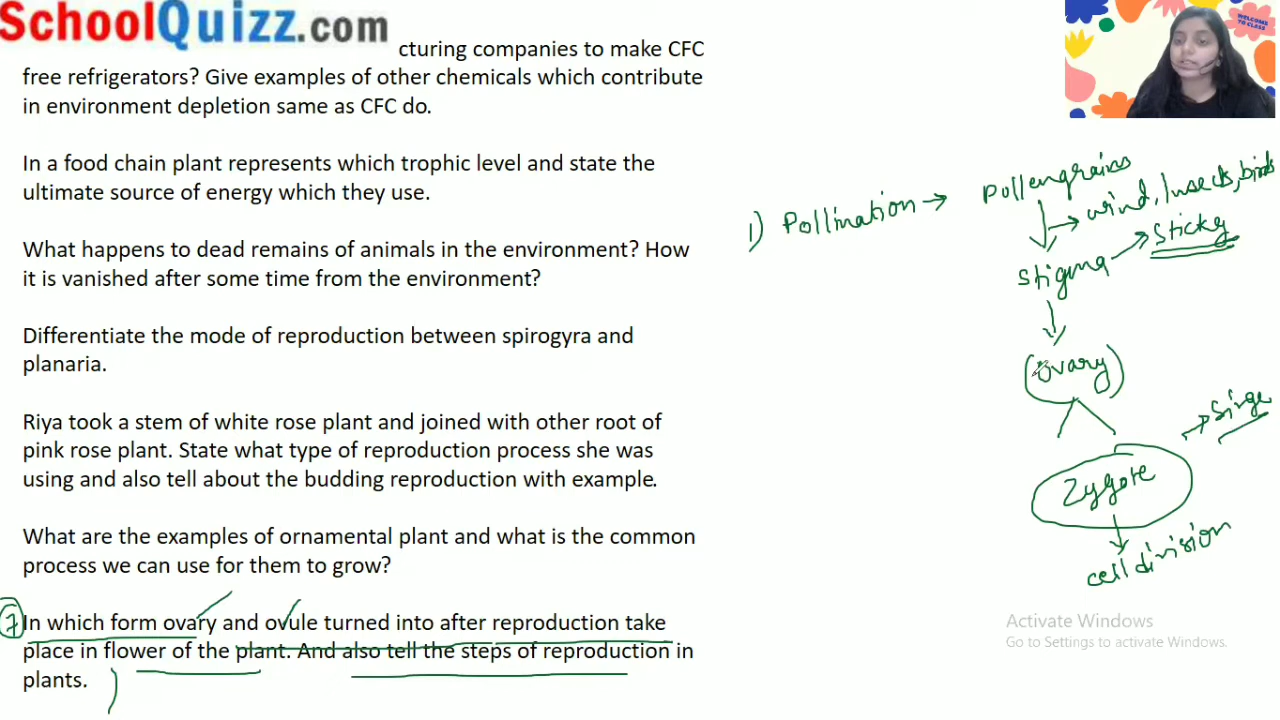 SchoolQuizz.com
cturing companies to make CFC
free refrigerators? Give examples of other chemicals which contribute
in environment depletion same as CFC do.
In a food chain plant represents which trophic level and state the
ultimate source of energy which they use.
What happens to dead remains of animals in the environment? How
it is vanished after some time from the environment?
Differentiate the mode of reproduction between spirogyra and
planaria.
Riya took a stem of white rose plant and joined with other root of
pink rose plant. State what type of reproduction process she was
using and also tell about the budding reproduction with example.
What are the examples of ornamental plant and what is the common
process we can use for them to grow?
7 In which form ovary and ovule turned into after reproduction take
place in flower of the plant. And also tell the steps of reproduction in
plants.
WELCOME
TO CLASS
1) Pollination → Pollengrains
→ wind, Insects, birds
Stigma → Sticky
Ovary
Zygote
cell division
Activate Windows
Go to Settings to activate Windows.